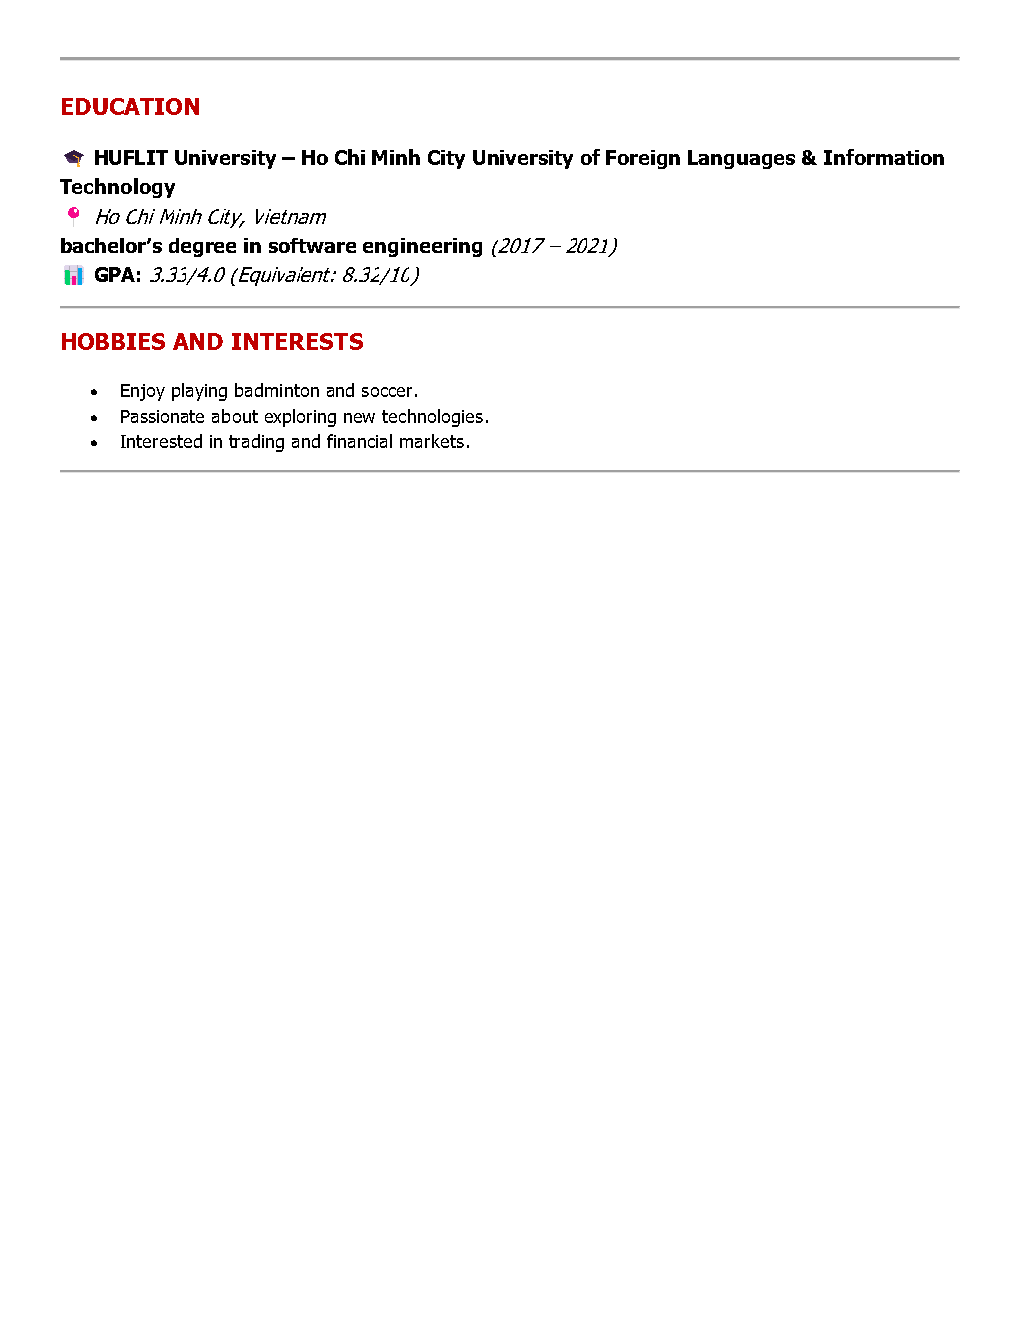 EDUCATION
🎓 HUFLIT University – Ho Chi Minh City University of Foreign Languages & Information
Technology
📍 Ho Chi Minh City, Vietnam
bachelor’s degree in software engineering (2017 – 2021)
📊 GPA: 3.33/4.0 (Equivalent: 8.32/10)
HOBBIES AND INTERESTS
• Enjoy playing badminton and soccer.
• Passionate about exploring new technologies.
• Interested in trading and financial markets.